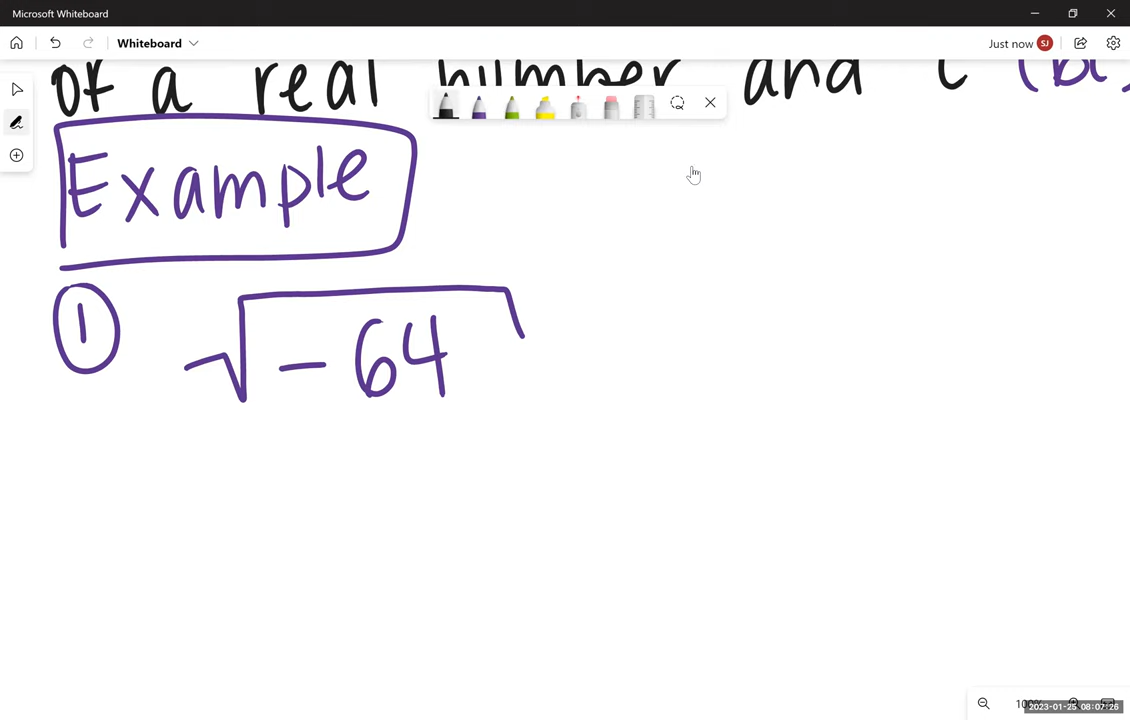 Microsoft Whiteboard
Whiteboard
Just now SJ
of a real number and i (bi)
Example
1 √-64
2023-01-25 08:07:26